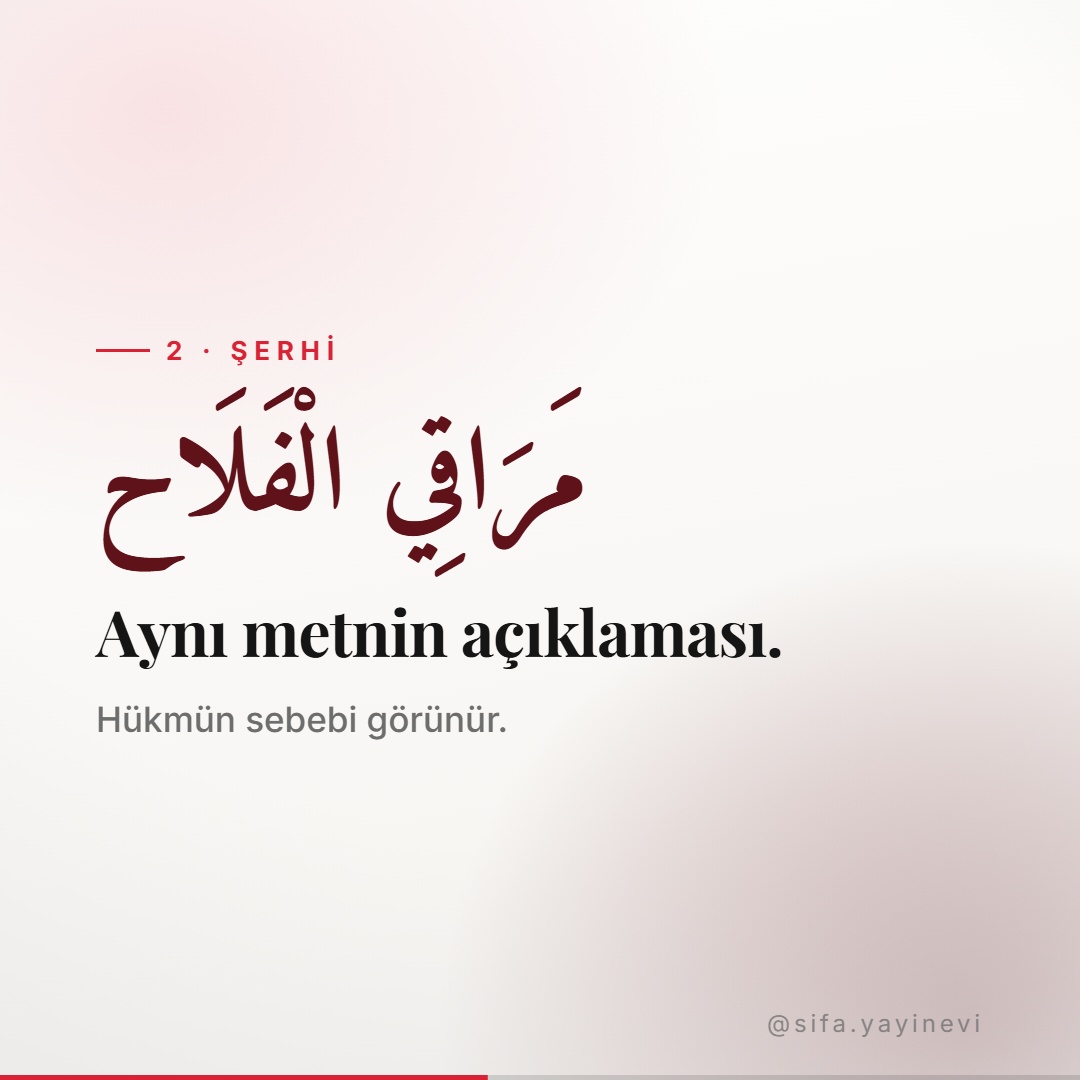 2 · ŞERHİ
مَرَاقِي الْفَلَاح
Aynı metnin açıklaması.
Hükmün sebebi görünür.
@sifa.yayinevi